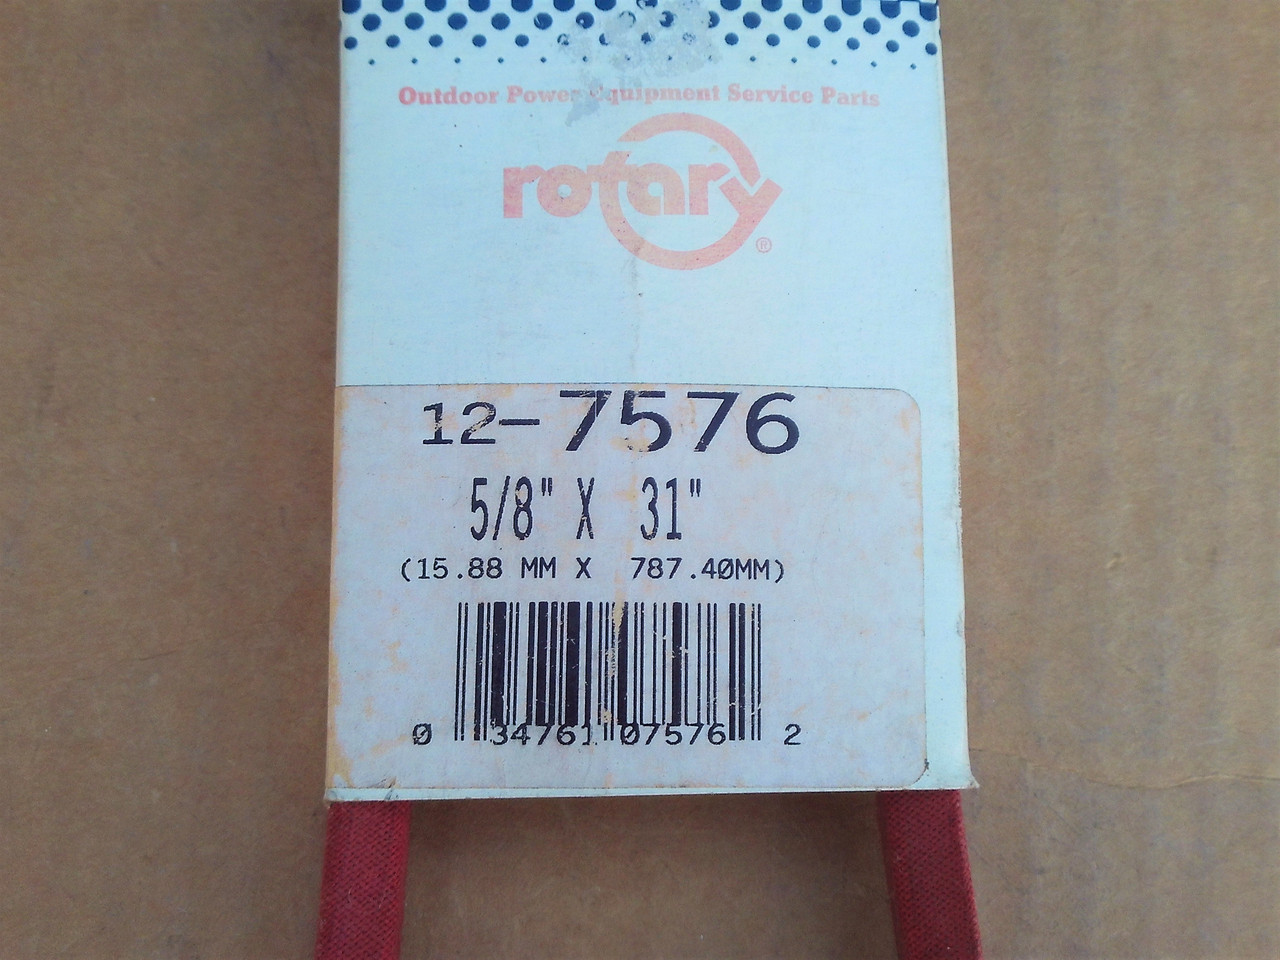 Outdoor Power Equipment Service Parts
rotary
®
12-7576
5/8" X 31"
(15.88 MM X 787.40MM)
0 34761 07576 2